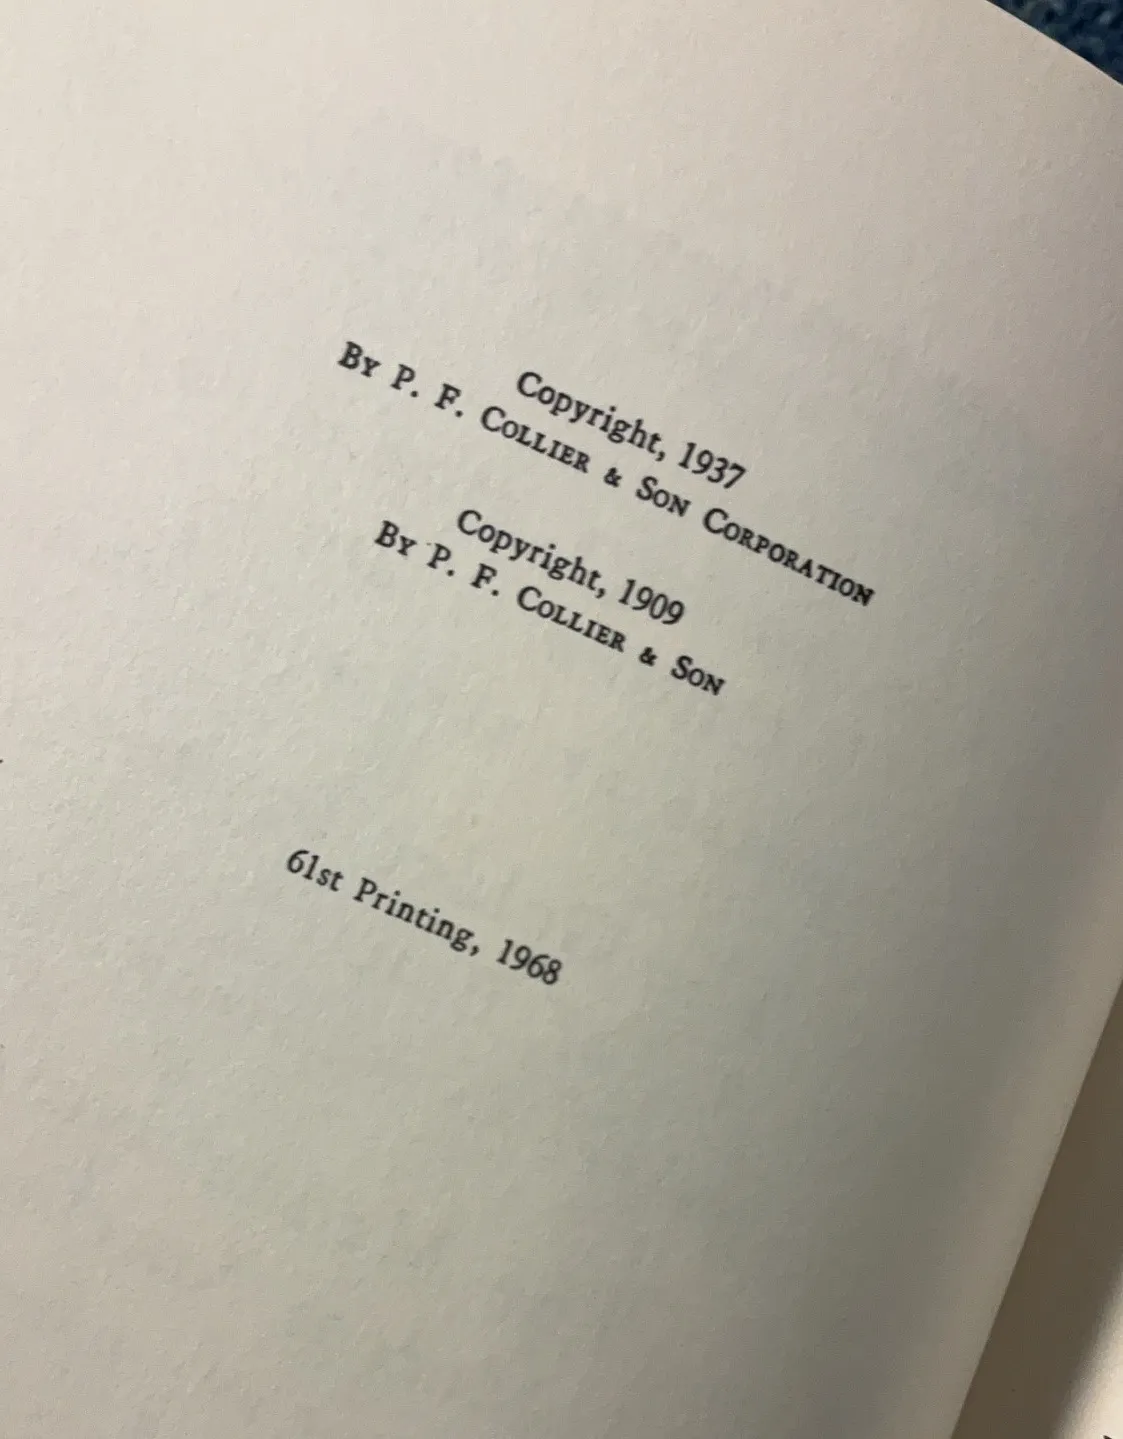 Copyright, 1937
By P. F. Collier & Son Corporation
Copyright, 1909
By P. F. Collier & Son
61st Printing, 1968